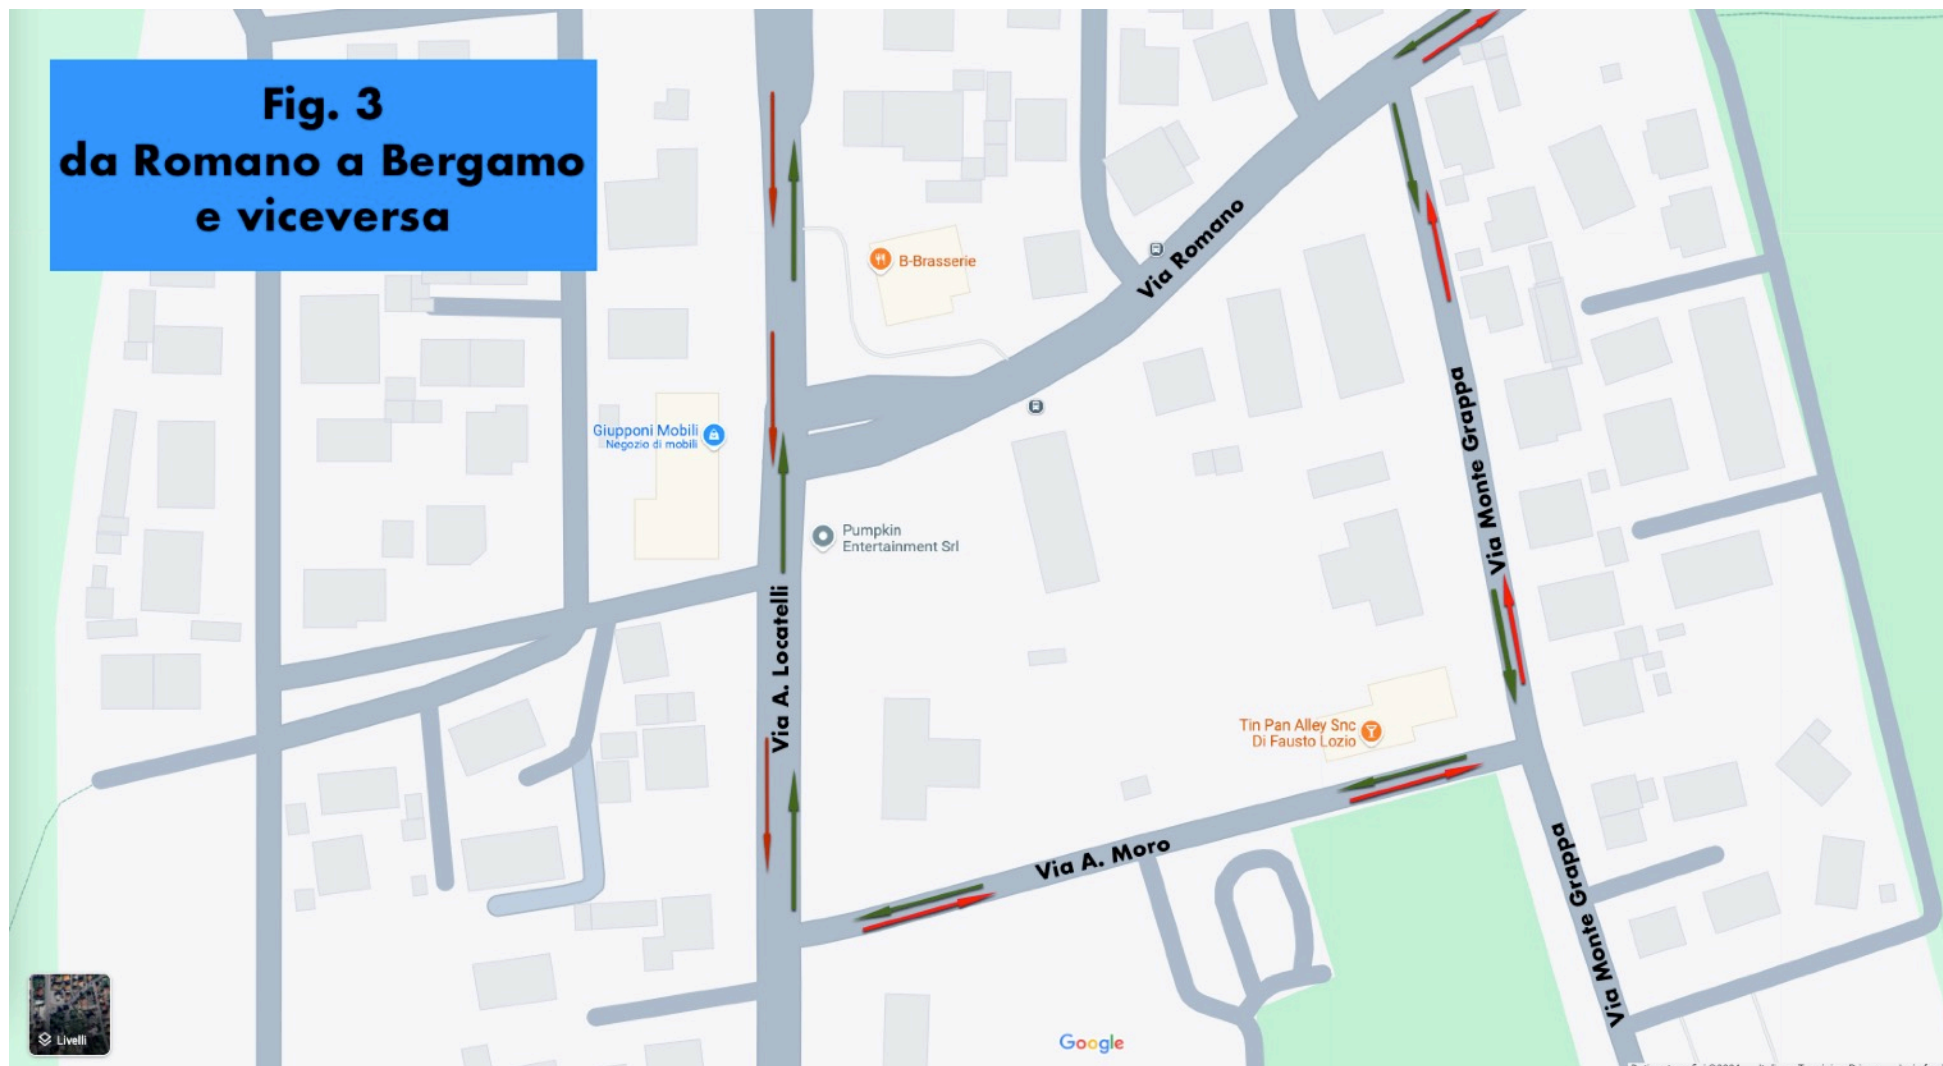 Fig. 3
da Romano a Bergamo
e viceversa
B-Brasserie
Via Romano
Giupponi Mobili
Negozio di mobili
Pumpkin
Entertainment Srl
Via Monte Grappa
Via A. Locatelli
Tin Pan Alley Snc
Di Fausto Lozio
Via A. Moro
Via Monte Grappa
Livelli
Google